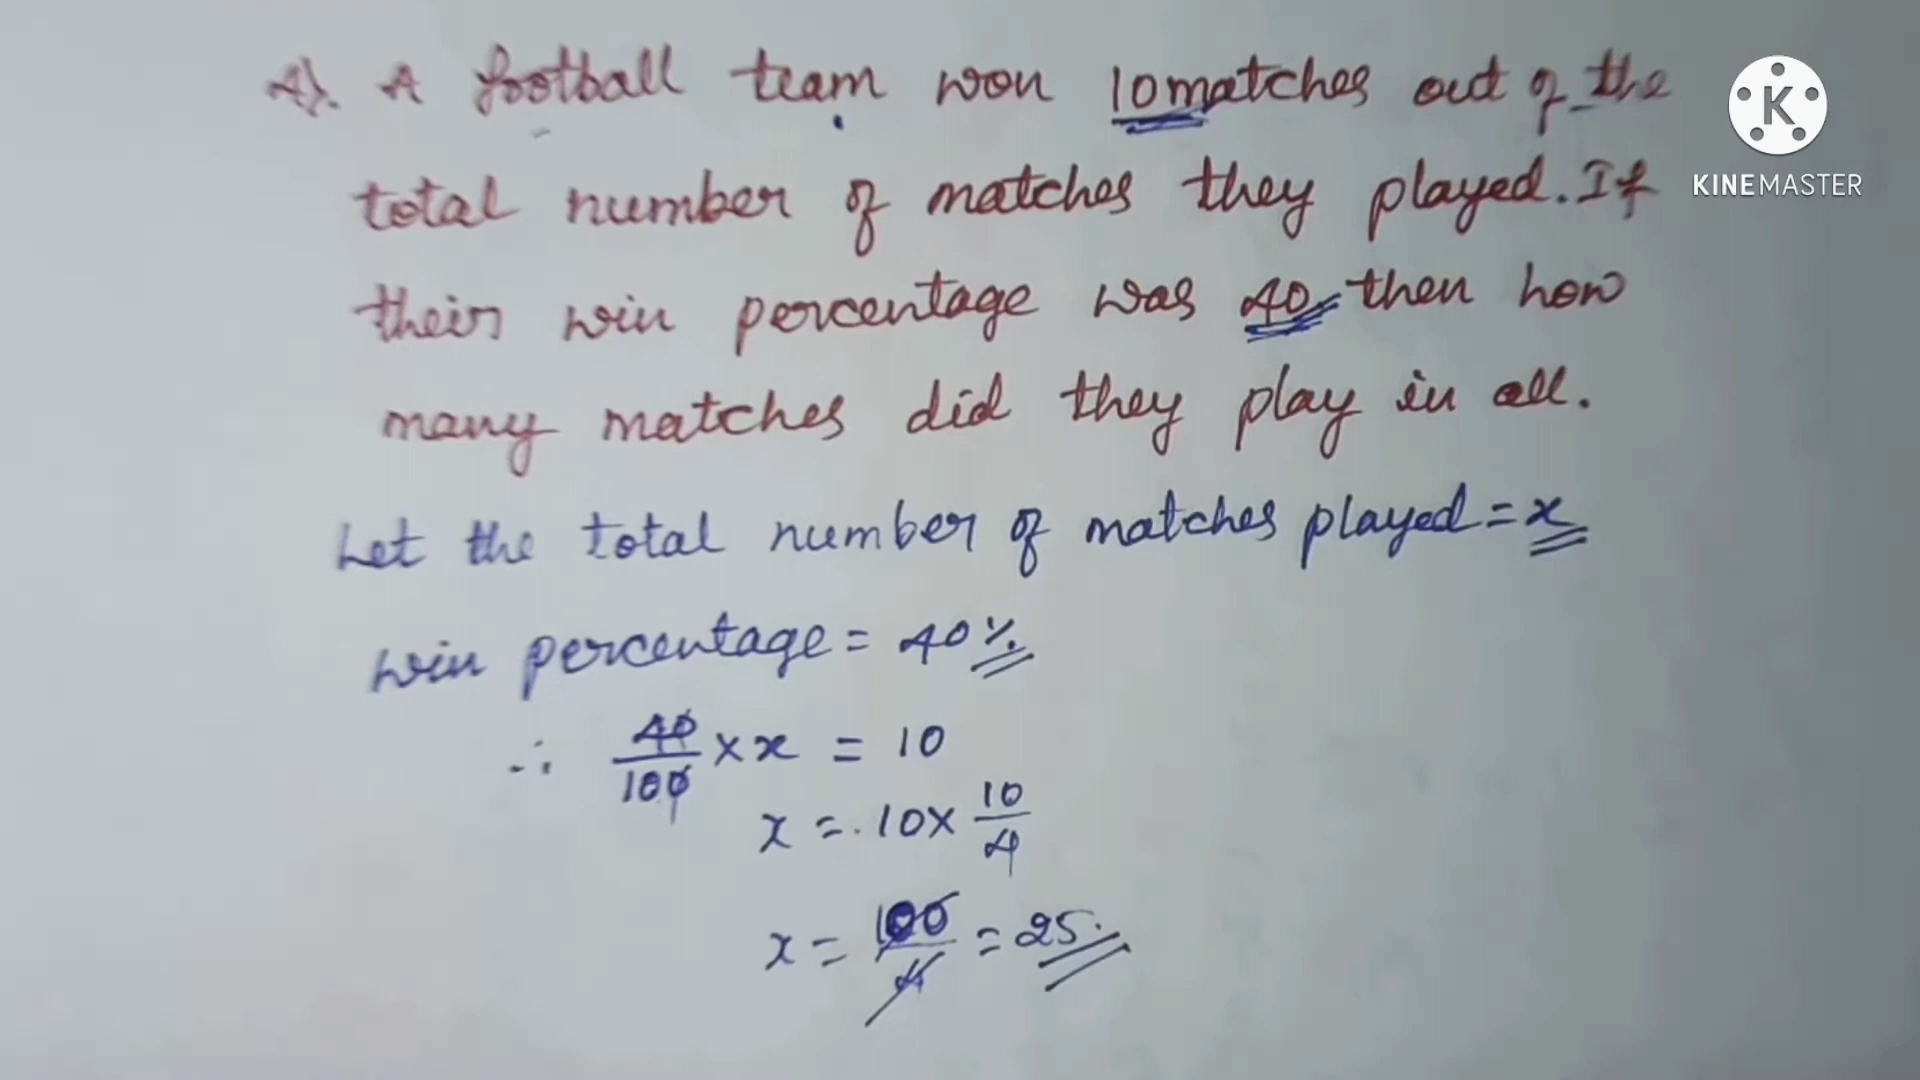 4). A football team won 10 matches out of the
total number of matches they played. If
their win percentage was 40 then how
many matches did they play in all.
Let the total number of matches played = x
win percentage = 40%
∴ 40/100 × x = 10
x = 10 × 10/4
x = 100/4 = 25.
K
KINEMASTER